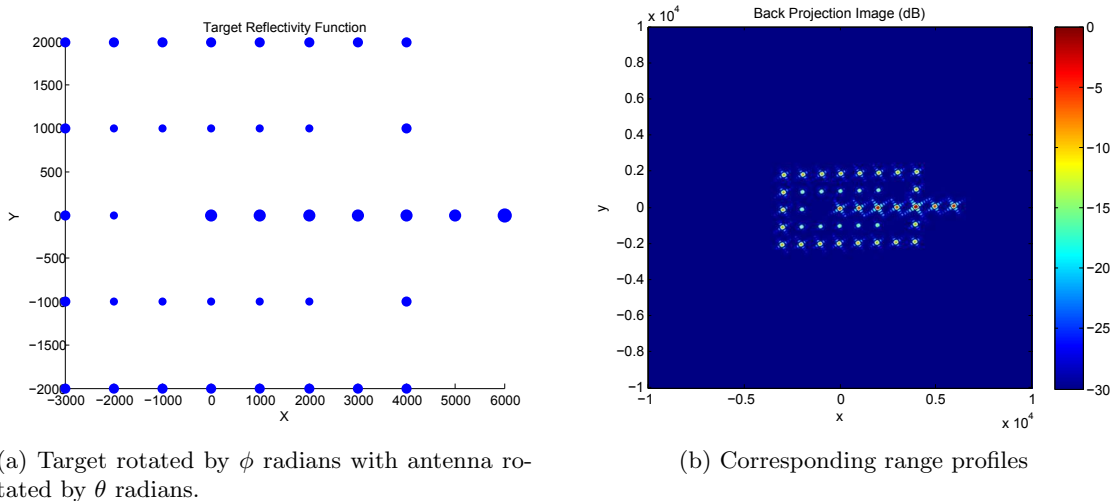 Target Reflectivity Function
2000
1500
1000
500
0
−500
−1000
−1500
−2000
−3000 −2000 −1000 0 1000 2000 3000 4000 5000 6000
Y
X
(a) Target rotated by ϕ radians with antenna ro-
tated by θ radians.
Back Projection Image (dB)
x 10^4
1
0.8
0.6
0.4
0.2
0
−0.2
−0.4
−0.6
−0.8
−1
−1 −0.5 0 0.5 1
y
x
x 10^4
0
−5
−10
−15
−20
−25
−30
(b) Corresponding range profiles